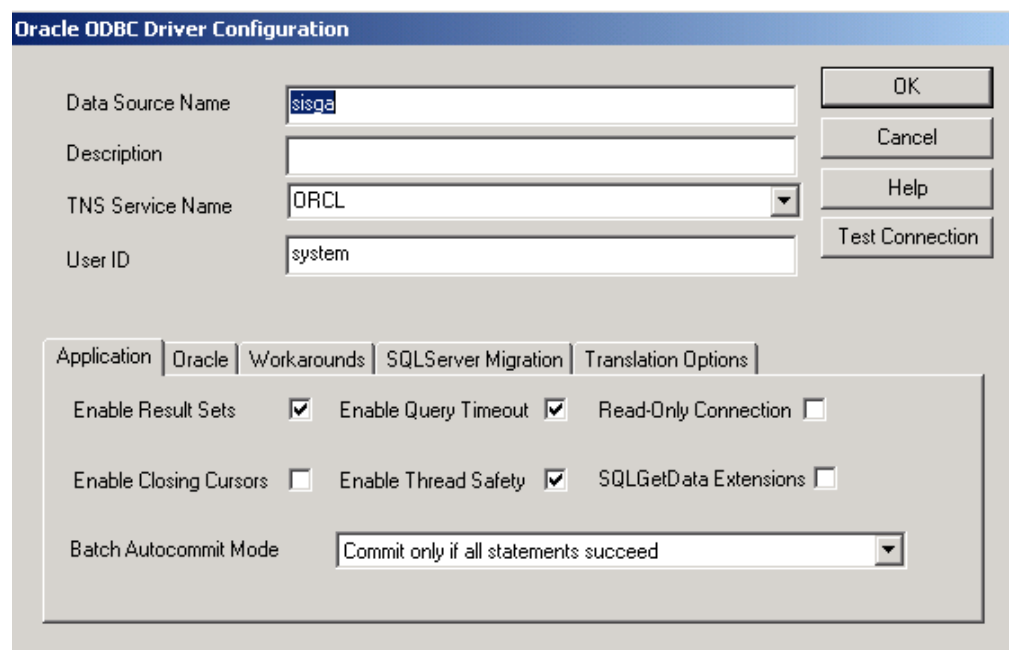 Oracle ODBC Driver Configuration
Data Source Name sisga OK
Description Cancel
TNS Service Name ORCL Help
User ID system Test Connection
Application Oracle Workarounds SQLServer Migration Translation Options
Enable Result Sets Enable Query Timeout Read-Only Connection
Enable Closing Cursors Enable Thread Safety SQLGetData Extensions
Batch Autocommit Mode Commit only if all statements succeed